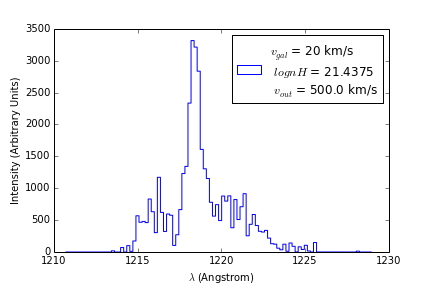 3500
3000
2500
2000
1500
1000
500
0
Intensity (Arbitrary Units)
v_gal = 20 km/s
lognH = 21.4375
v_out = 500.0 km/s
1210 1215 1220 1225 1230
λ (Angstrom)